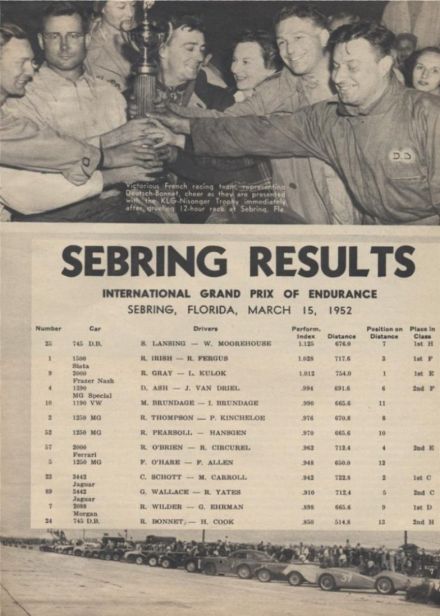 D.B
Victorious French racing team, representing
Deutsch-Bonnet, cheer as they are presented
with the KLG-Nisonger Trophy immediately
after grueling 12-hour race at Sebring, Fla.
SEBRING RESULTS
INTERNATIONAL GRAND PRIX OF ENDURANCE
SEBRING, FLORIDA, MARCH 15, 1952
Number Car Drivers Perform. Index Distance Position on Distance Place in Class
25 745 D.B. S. LANSING — W. MOOREHOUSE 1.125 676.0 7 1st H
1 1500 Siata R. IRISH — R. FERGUS 1.028 717.6 3 1st F
9 2000 Frazer Nash R. GRAY — L. KULOK 1.012 754.0 1 1st E
4 1290 MG Special D. ASH — J. VAN DRIEL .994 691.6 6 2nd F
10 1190 VW M. BRUNDAGE — I. BRUNDAGE .990 665.6 11
2 1250 MG R. THOMPSON — P. KINCHELOE .976 670.8 8
52 1250 MG R. PEARSOLL — HANSGEN .970 665.6 10
57 2000 Ferrari R. O'BRIEN — R. CIRCUREL .963 712.4 4 2nd E
5 1250 MG F. O'HARE — F. ALLEN .948 650.0 12
23 3442 Jaguar C. SCHOTT — M. CARROLL .942 722.8 2 1st C
69 3442 Jaguar G. WALLACE — R. YATES .910 712.4 5 2nd C
7 2088 Morgan R. WILDER — G. EHRMAN .898 665.6 9 1st D
24 745 D.B. R. BONNET, — H. COOK .850 514.8 13 2nd H